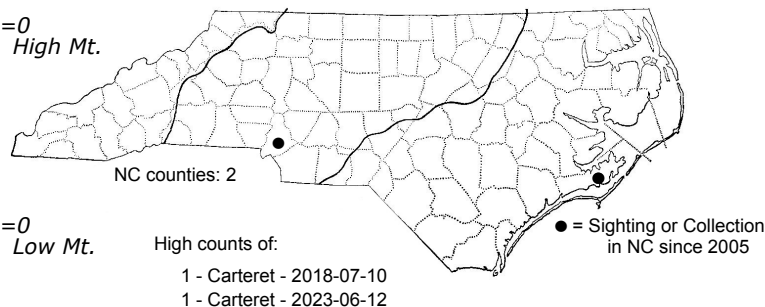 =0
High Mt.
NC counties: 2
=0
Low Mt.
High counts of:
1 - Carteret - 2018-07-10
1 - Carteret - 2023-06-12
● = Sighting or Collection
in NC since 2005